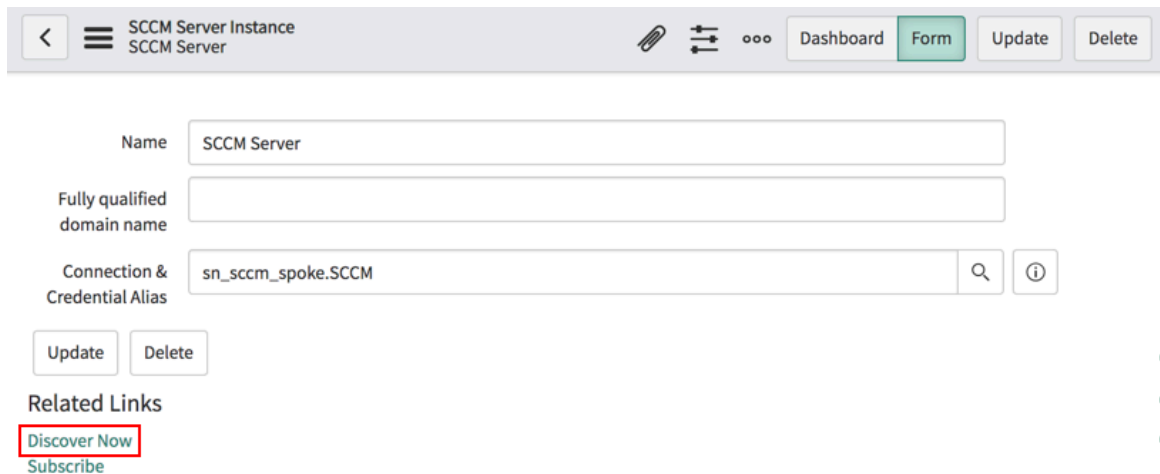 SCCM Server Instance
SCCM Server
Dashboard
Form
Update
Delete
Name
SCCM Server
Fully qualified
domain name
Connection &
Credential Alias
sn_sccm_spoke.SCCM
Update
Delete
Related Links
Discover Now
Subscribe